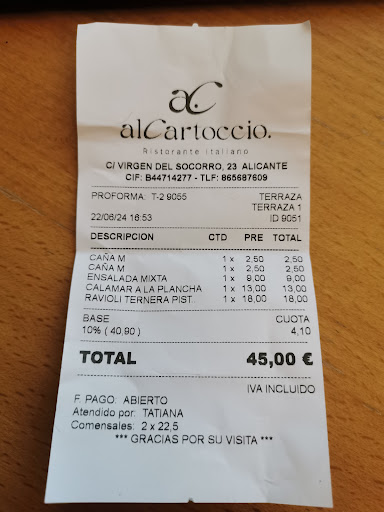 aC
alCartoccio.
Ristorante Italiano
C/ VIRGEN DEL SOCORRO, 23 ALICANTE
CIF: B44714277 - TLF: 865687609
PROFORMA: T-2 9055 TERRAZA
TERRAZA 1
22/06/24 16:53 ID 9051
DESCRIPCION CTD PRE TOTAL
CAÑA M 1 x 2,50 2,50
CAÑA M 1 x 2,50 2,50
ENSALADA MIXTA 1 x 9,00 9,00
CALAMAR A LA PLANCHA 1 x 13,00 13,00
RAVIOLI TERNERA PIST. 1 x 18,00 18,00
BASE CUOTA
10% ( 40,90 ) 4,10
TOTAL 45,00 €
IVA INCLUIDO
F. PAGO: ABIERTO
Atendido por: TATIANA
Comensales: 2 x 22,5
*** GRACIAS POR SU VISITA ***